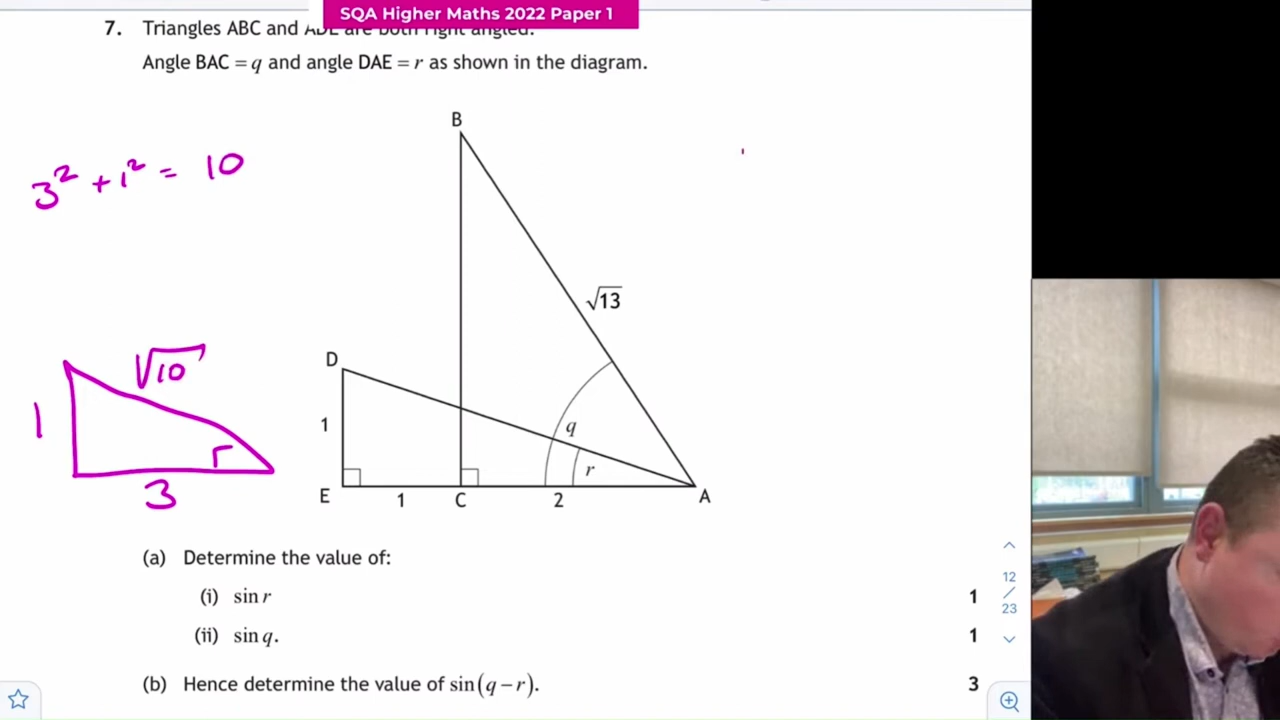 SQA Higher Maths 2022 Paper 1
7. Triangles ABC and ADE are both right angled.
Angle BAC = q and angle DAE = r as shown in the diagram.
B
3² + 1² = 10
√13
D
√10
1
1
q
r
r
3
E
1
C
2
A
(a) Determine the value of:
(i) sin r
1
(ii) sin q.
1
(b) Hence determine the value of sin(q − r).
3
12
/
23